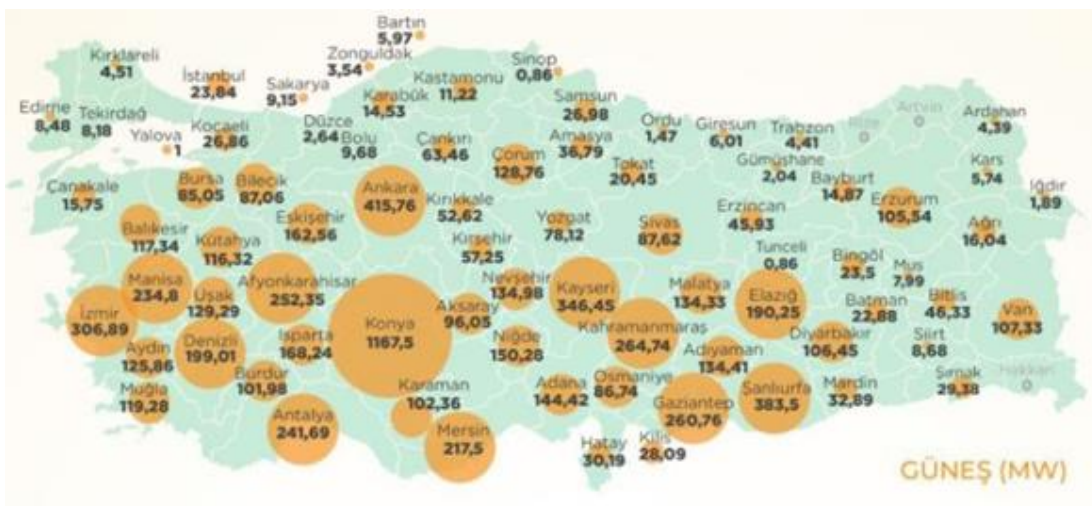 Bartın
5,97
Zonguldak
3,54
Kırklareli
4,51
İstanbul
23,84
Sakarya
9,15
Kastamonu
11,22
Sinop
0,86
Karabük
14,53
Samsun
26,98
Edirne
8,48
Tekirdağ
8,18
Yalova
1
Kocaeli
26,86
Düzce
2,64
Bolu
9,68
Çankırı
63,46
Çorum
128,76
Amasya
36,79
Ordu
1,47
Giresun
6,01
Trabzon
4,41
Rize
Artvin
Ardahan
4,39
Kars
5,74
Iğdır
1,89
Çanakale
15,75
Bursa
85,05
Bilecik
87,06
Ankara
415,76
Kırıkkale
52,62
Yozgat
78,12
Tokat
20,45
Sivas
87,62
Gümüşhane
2,04
Bayburt
14,87
Erzurum
105,54
Erzincan
45,93
Ağrı
16,04
Balıkesir
117,34
Kütahya
116,32
Eskişehir
162,56
Kırşehir
57,25
Tunceli
0,86
Bingöl
23,5
Muş
7,99
Manisa
234,8
Uşak
129,29
Afyonkarahisar
252,35
Nevşehir
134,98
Kayseri
346,45
Malatya
134,33
Elazığ
190,25
Batman
22,88
Bitlis
46,33
Van
107,33
İzmir
306,89
Aydın
125,86
Denizli
199,01
Isparta
168,24
Konya
1167,5
Aksaray
96,05
Niğde
150,28
Kahramanmaraş
264,74
Adıyaman
134,41
Diyarbakır
106,45
Siirt
8,68
Şırnak
29,38
Hakkari
Muğla
119,28
Burdur
101,98
Antalya
241,69
Karaman
102,36
Mersin
217,5
Adana
144,42
Osmaniye
86,74
Gaziantep
260,76
Şanlıurfa
383,5
Mardin
32,89
Hatay
30,19
Kilis
28,09
GÜNEŞ (MW)